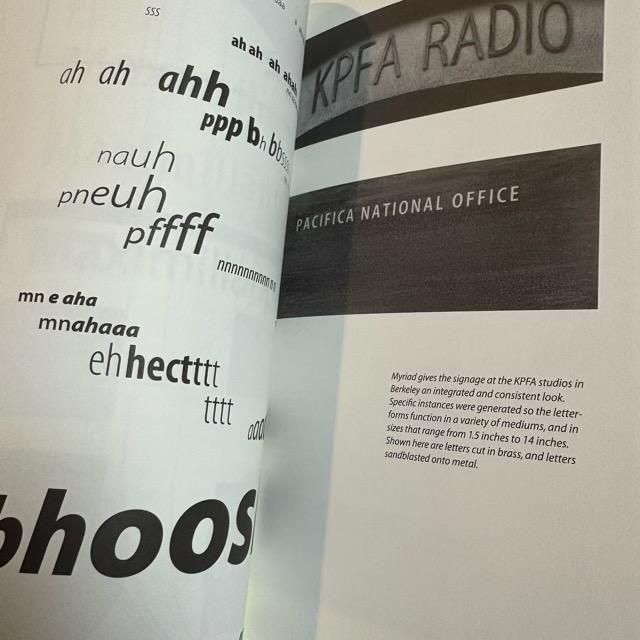 sss
ah ah ah ahah
ah ah ahh
ppp b h bbsss
nauh
pneuh
pffff
nnnnnnnnnn n n
mn e aha
mnahaaa
ehhectttt
tttt
bhoos
KPFA RADIO
PACIFICA NATIONAL OFFICE
Myriad gives the signage at the KPFA studios in
Berkeley an integrated and consistent look.
Specific instances were generated so the letter-
forms function in a variety of mediums, and in
sizes that range from 1.5 inches to 14 inches.
Shown here are letters cut in brass, and letters
sandblasted onto metal.